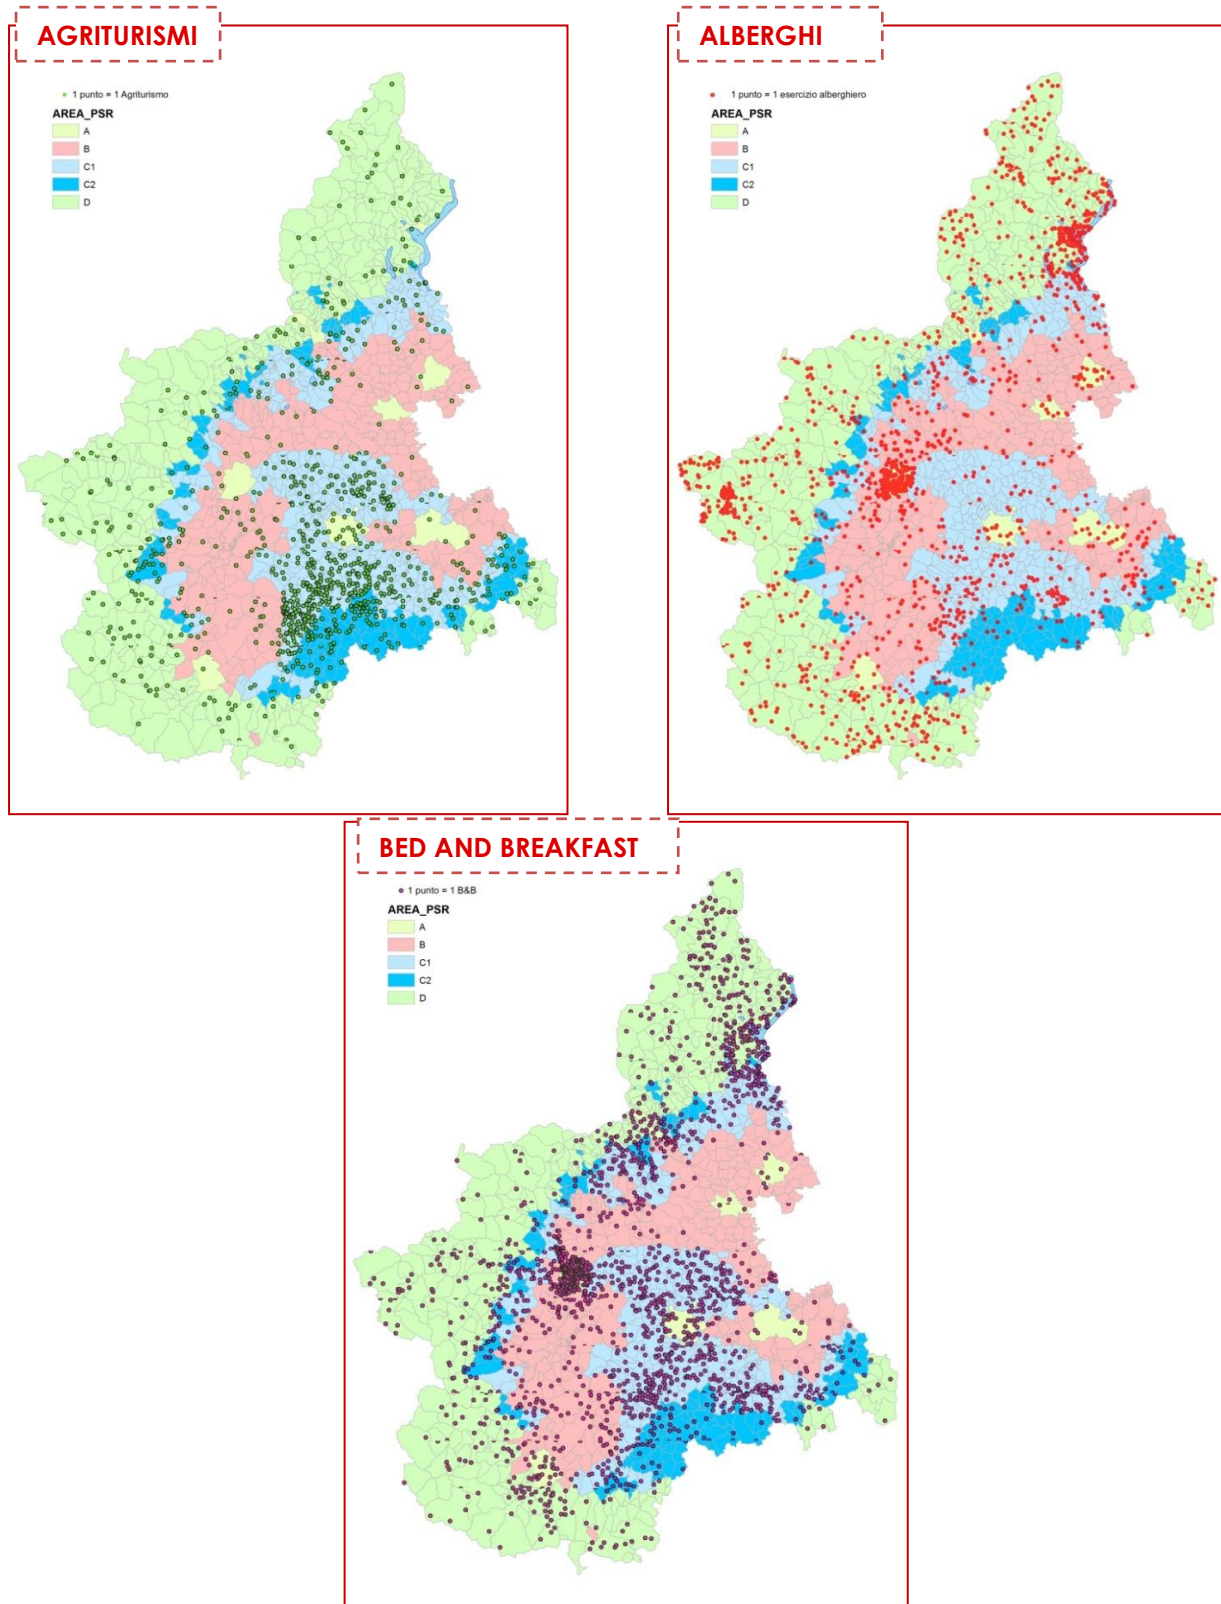 AGRITURISMI
1 punto = 1 Agriturismo
AREA_PSR
A
B
C1
C2
D
ALBERGHI
1 punto = 1 esercizio alberghiero
AREA_PSR
A
B
C1
C2
D
BED AND BREAKFAST
1 punto = 1 B&B
AREA_PSR
A
B
C1
C2
D